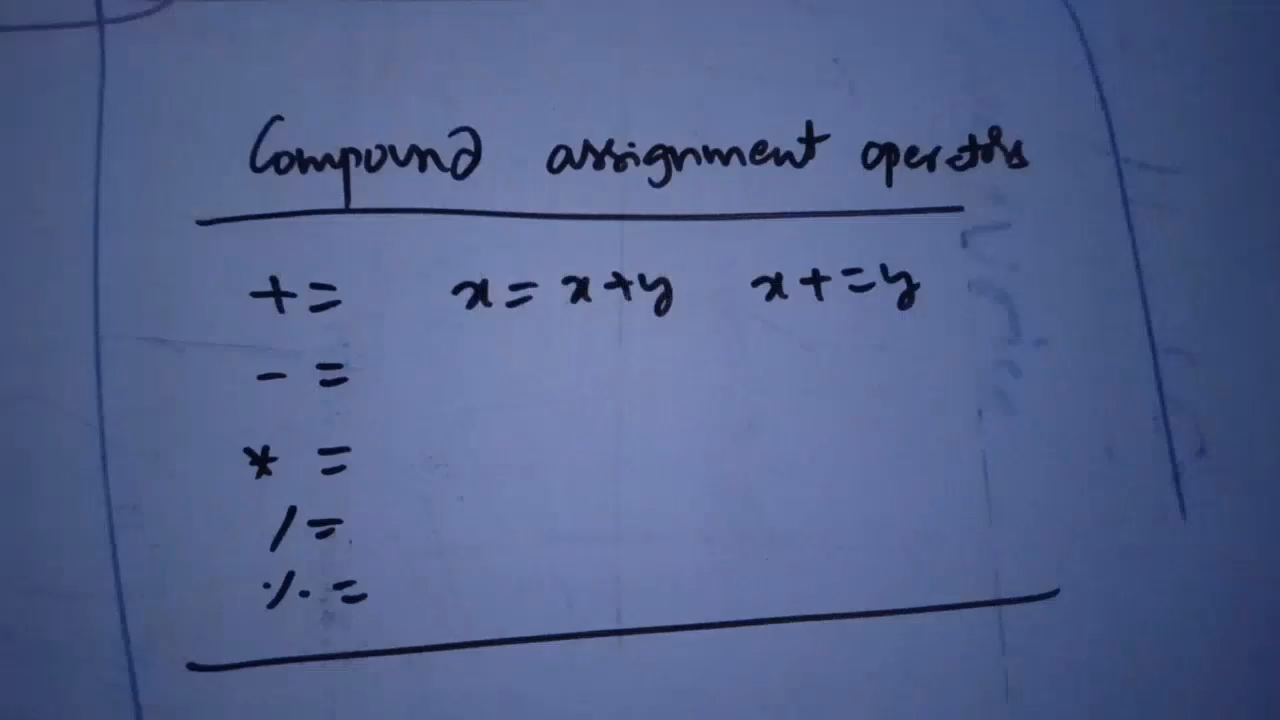 Compound assignment operators
+= x = x+y x+=y
- =
* =
/=
%=